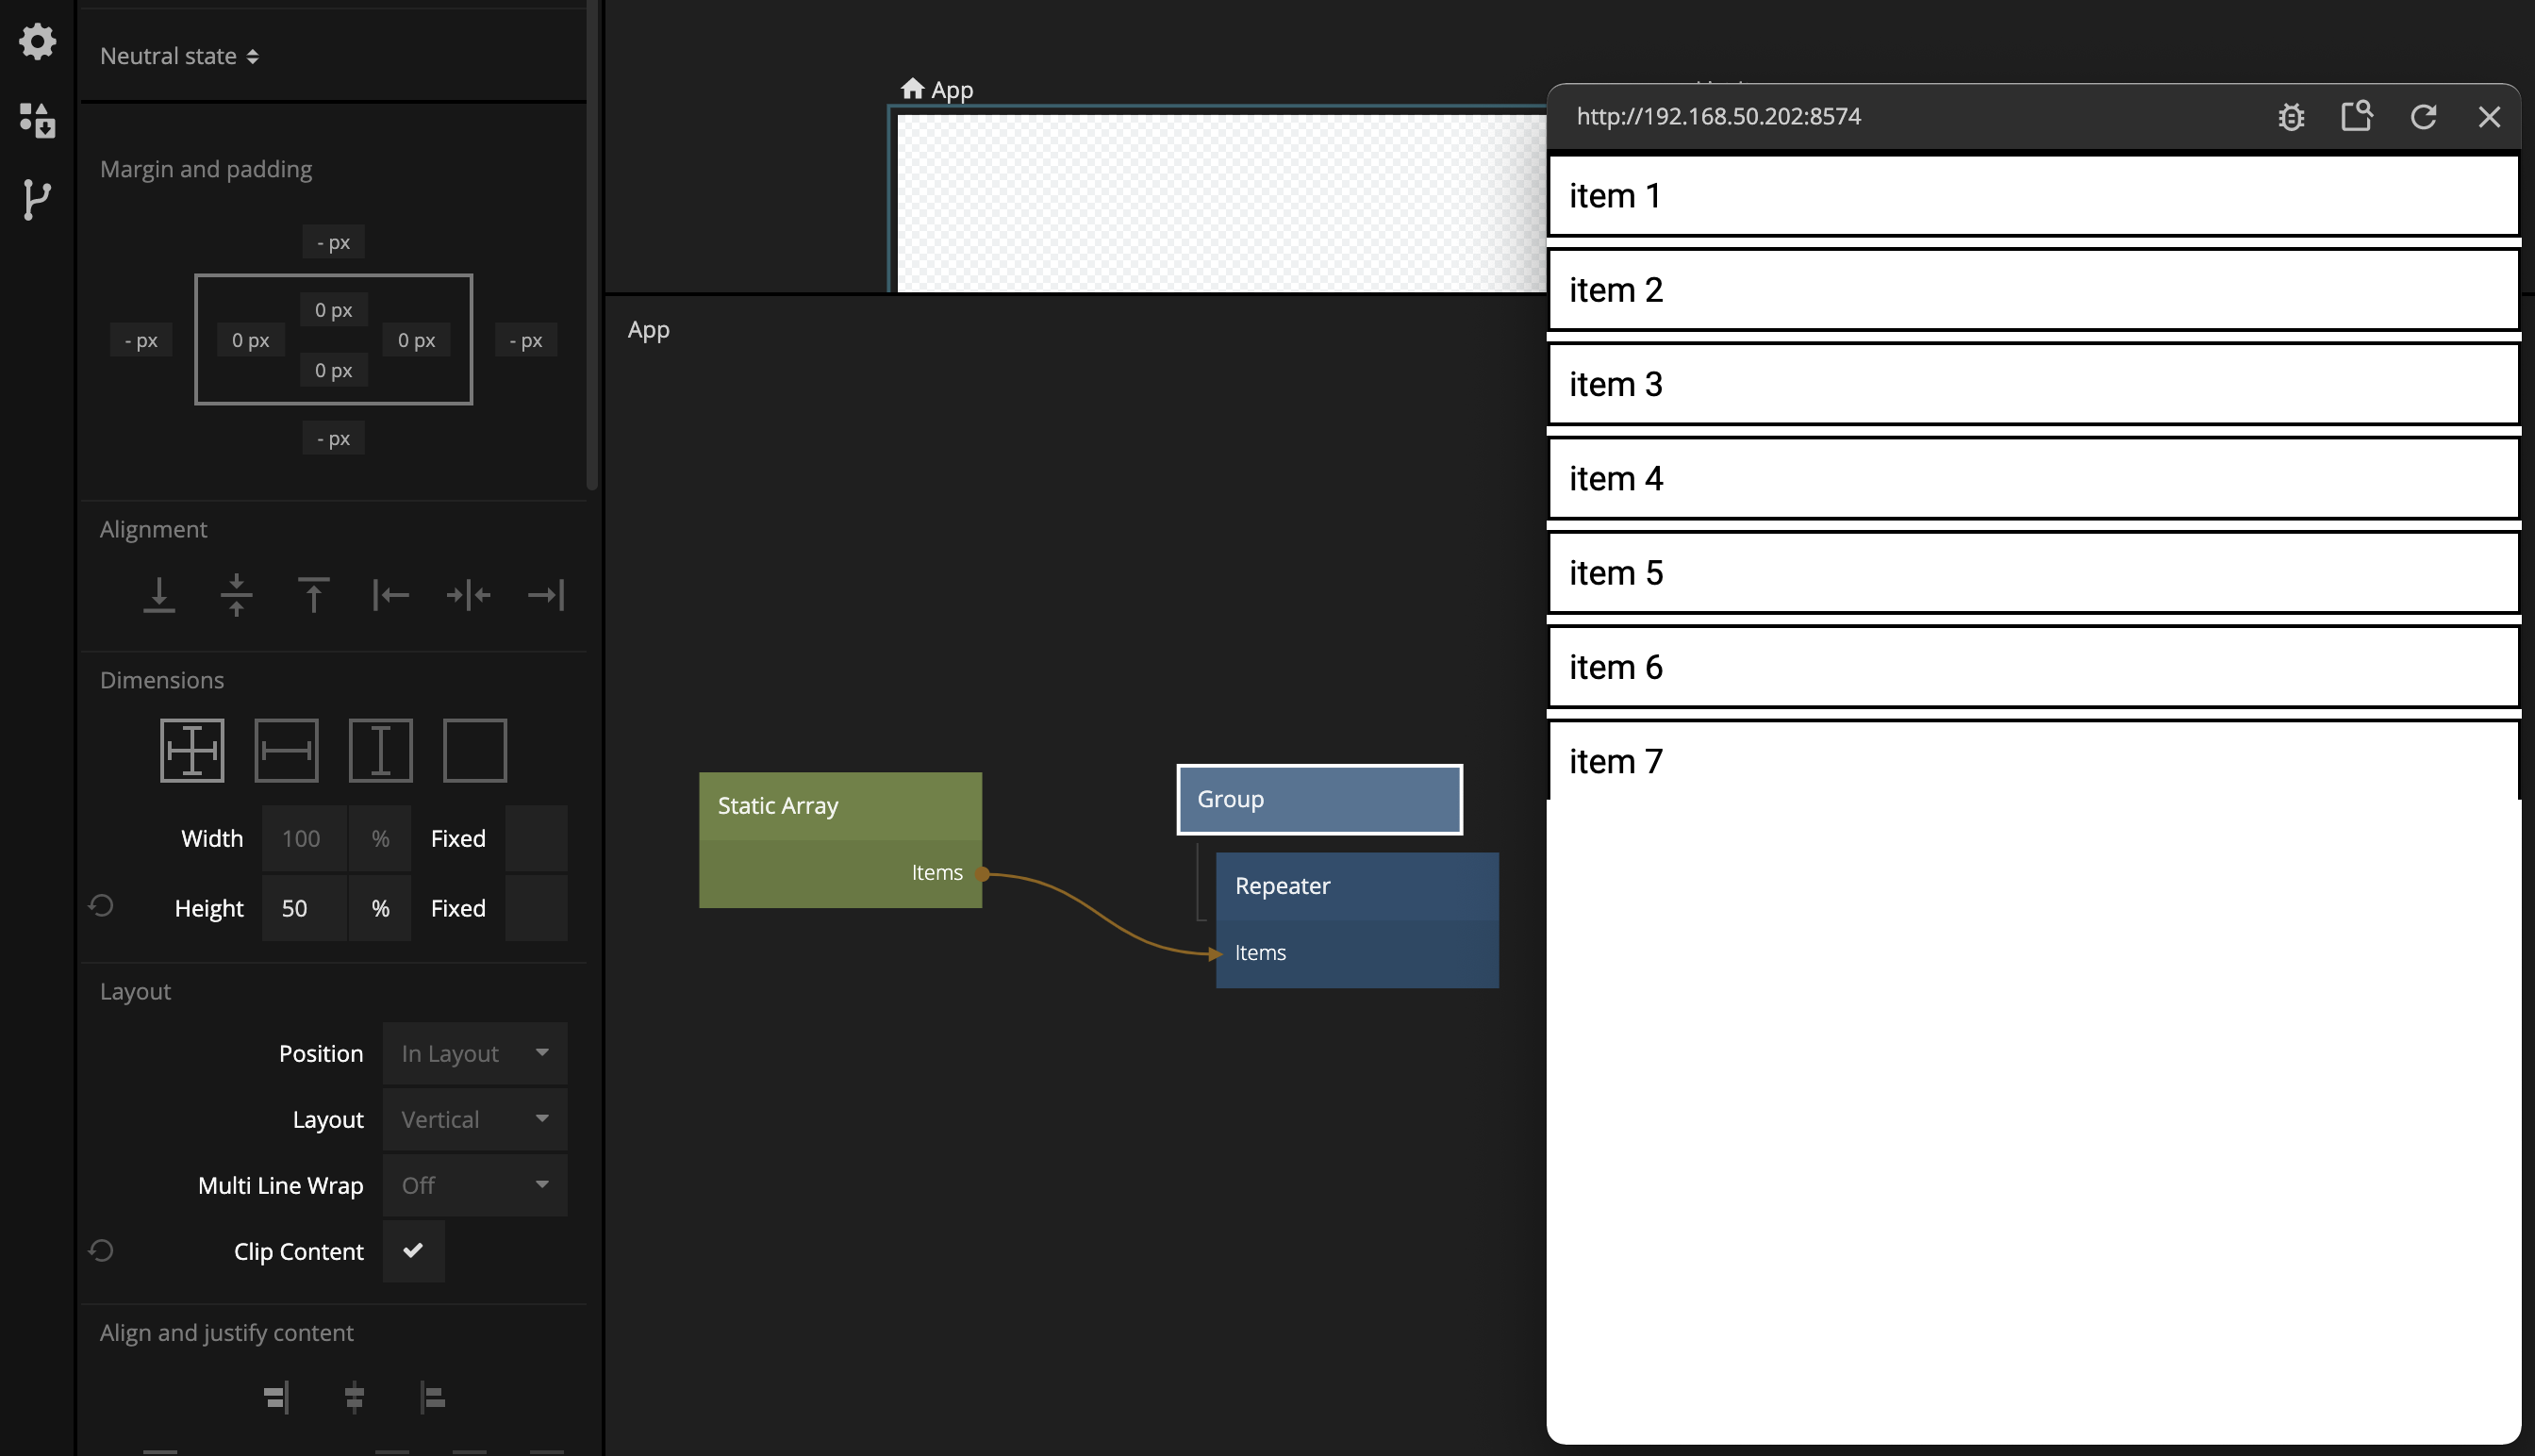 Neutral state
Margin and padding
- px
0 px
- px
0 px
0 px
- px
0 px
- px
Alignment
Dimensions
Width 100 % Fixed
Height 50 % Fixed
Layout
Position In Layout
Layout Vertical
Multi Line Wrap Off
Clip Content
Align and justify content
App
App
Static Array
Items
Group
Repeater
Items
http://192.168.50.202:8574
item 1
item 2
item 3
item 4
item 5
item 6
item 7